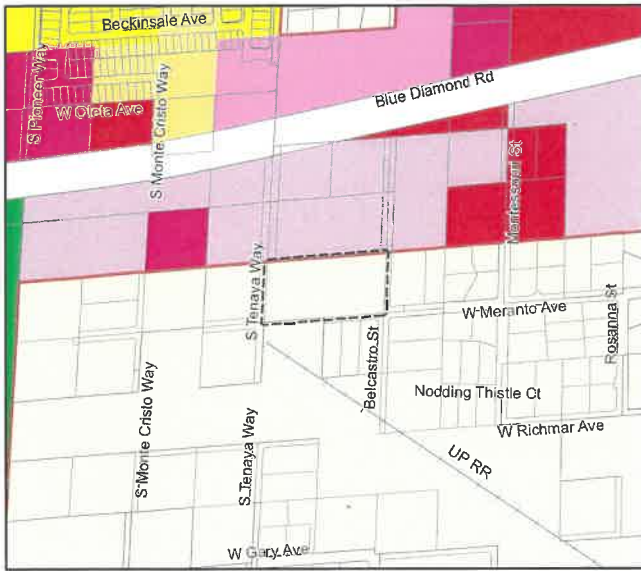 Beckinsale Ave
S Pioneer Way
W Oleta Ave
S Monte Cristo Way
Blue Diamond Rd
Montessouri St
S Tenaya Way
W Meranto Ave
Rosanna St
Belcastro St
Nodding Thistle Ct
W Richmar Ave
S Monte Cristo Way
S Tenaya Way
UP RR
W Gary Ave